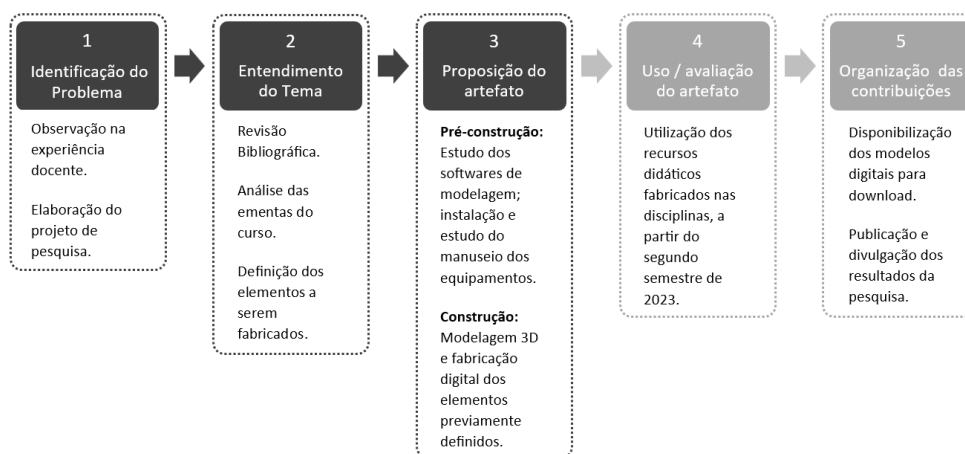 1
Identificação do
Problema
Observação na
experiência
docente.
Elaboração do
projeto de
pesquisa.
2
Entendimento
do Tema
Revisão
Bibliográfica.
Análise das
ementas do
curso.
Definição dos
elementos a
serem
fabricados.
3
Proposição do
artefato
Pré-construção:
Estudo dos
softwares de
modelagem;
instalação e
estudo do
manuseio dos
equipamentos.
Construção:
Modelagem 3D
e fabricação
digital dos
elementos
previamente
definidos.
4
Uso / avaliação
do artefato
Utilização dos
recursos
didáticos
fabricados nas
disciplinas, a
partir do
segundo
semestre de
2023.
5
Organização das
contribuições
Disponibilização
dos modelos
digitais para
download.
Publicação e
divulgação dos
resultados da
pesquisa.